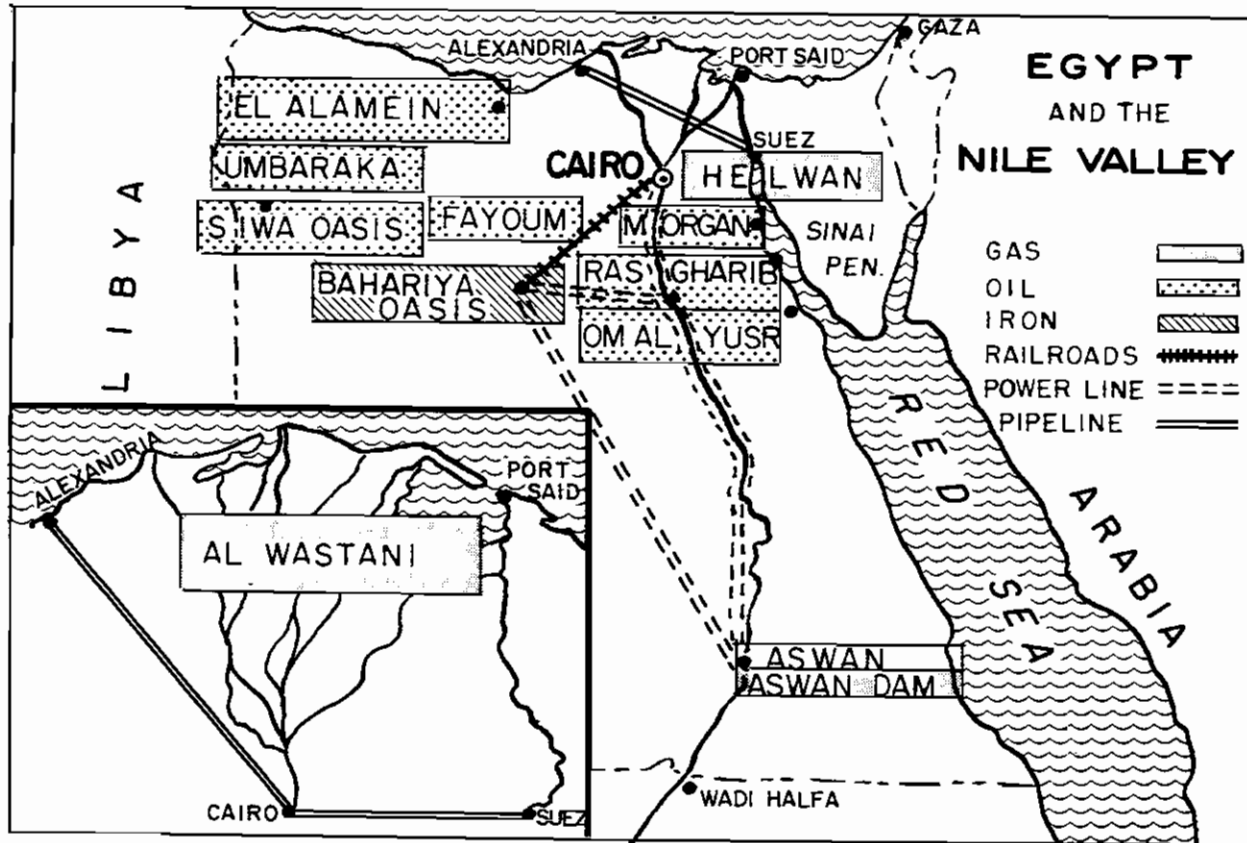 EGYPT
AND THE
NILE VALLEY
GAS
OIL
IRON
RAILROADS
POWER LINE
PIPELINE
ALEXANDRIA
PORT SAID
GAZA
EL ALAMEIN
UMBARAKA
SIWA OASIS
FAYOUM
BAHARIYA
OASIS
CAIRO
SUEZ
HELWAN
MORGAN
RAS GHARIB
OM AL YUSR
SINAI
PEN.
LIBYA
RED SEA
ARABIA
ASWAN
ASWAN DAM
WADI HALFA
ALEXANDRIA
PORT
SAID
AL WASTANI
CAIRO
SUEZ